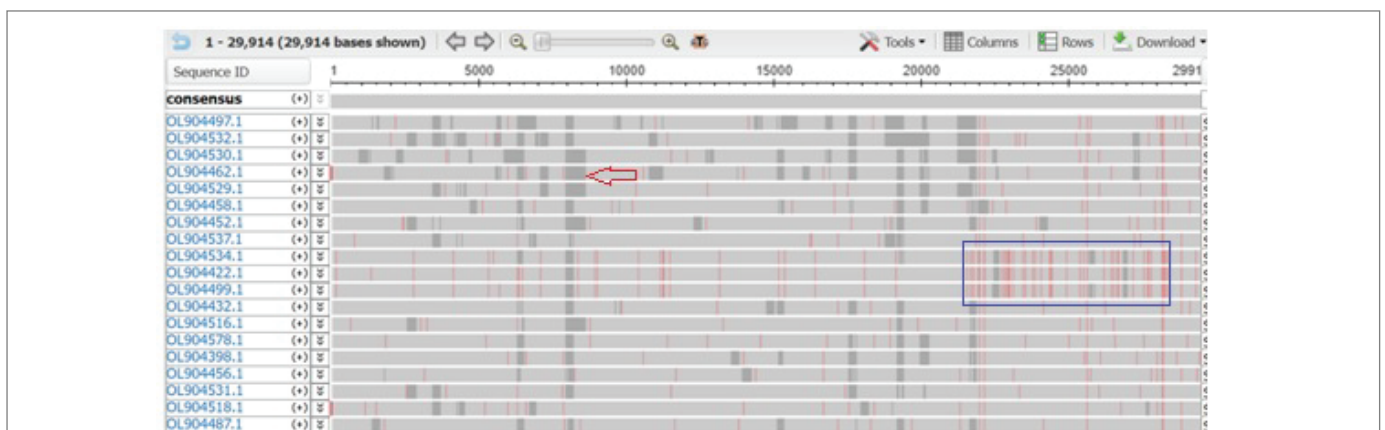 1 - 29,914 (29,914 bases shown) Tools Columns Rows Download
Sequence ID 1 5000 10000 15000 20000 25000 2991
consensus (+)
OL904497.1 (+)
OL904532.1 (+)
OL904530.1 (+)
OL904462.1 (+)
OL904529.1 (+)
OL904458.1 (+)
OL904452.1 (+)
OL904537.1 (+)
OL904534.1 (+)
OL904422.1 (+)
OL904499.1 (+)
OL904432.1 (+)
OL904516.1 (+)
OL904578.1 (+)
OL904398.1 (+)
OL904456.1 (+)
OL904531.1 (+)
OL904518.1 (+)
OL904487.1 (+)